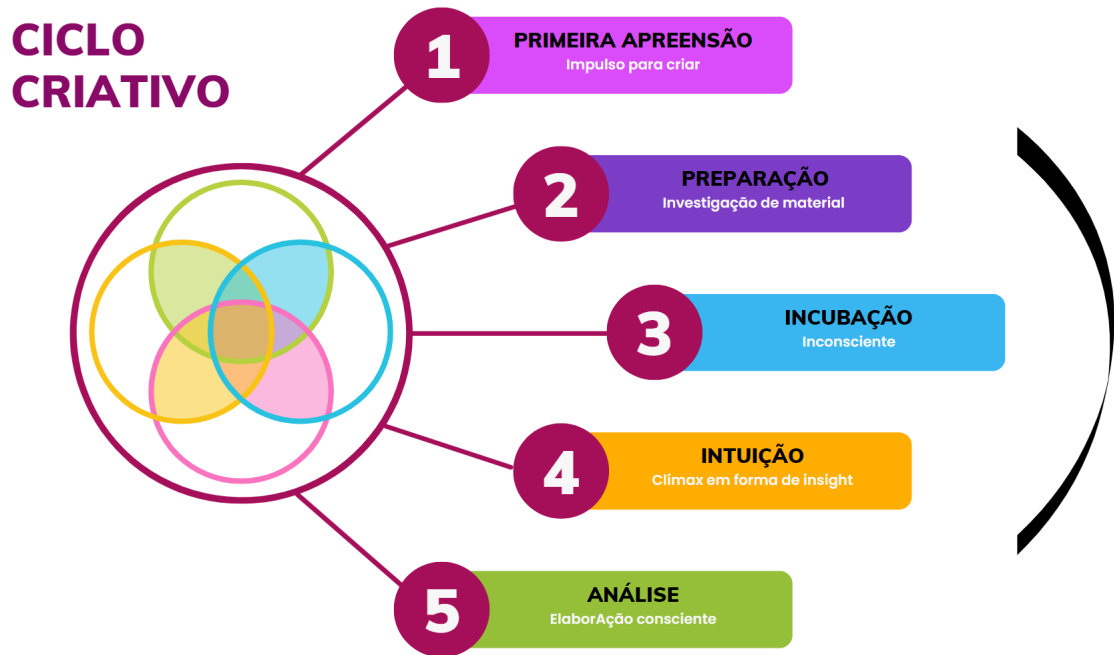 CICLO
CRIATIVO
1
PRIMEIRA APREENSÃO
Impulso para criar
2
PREPARAÇÃO
Investigação de material
3
INCUBAÇÃO
Inconsciente
4
INTUIÇÃO
Clímax em forma de insight
5
ANÁLISE
ElaborAção consciente